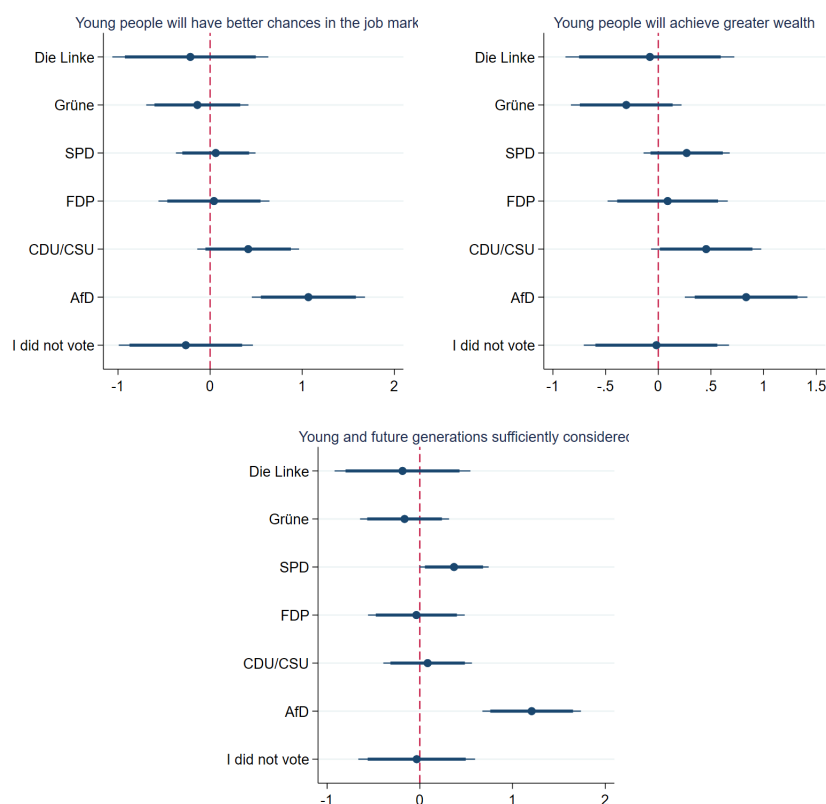 Young people will have better chances in the job mark
Die Linke
Grüne
SPD
FDP
CDU/CSU
AfD
I did not vote
-1 0 1 2
Young people will achieve greater wealth
Die Linke
Grüne
SPD
FDP
CDU/CSU
AfD
I did not vote
-1 -.5 0 .5 1 1.5
Young and future generations sufficiently considered
Die Linke
Grüne
SPD
FDP
CDU/CSU
AfD
I did not vote
-1 0 1 2